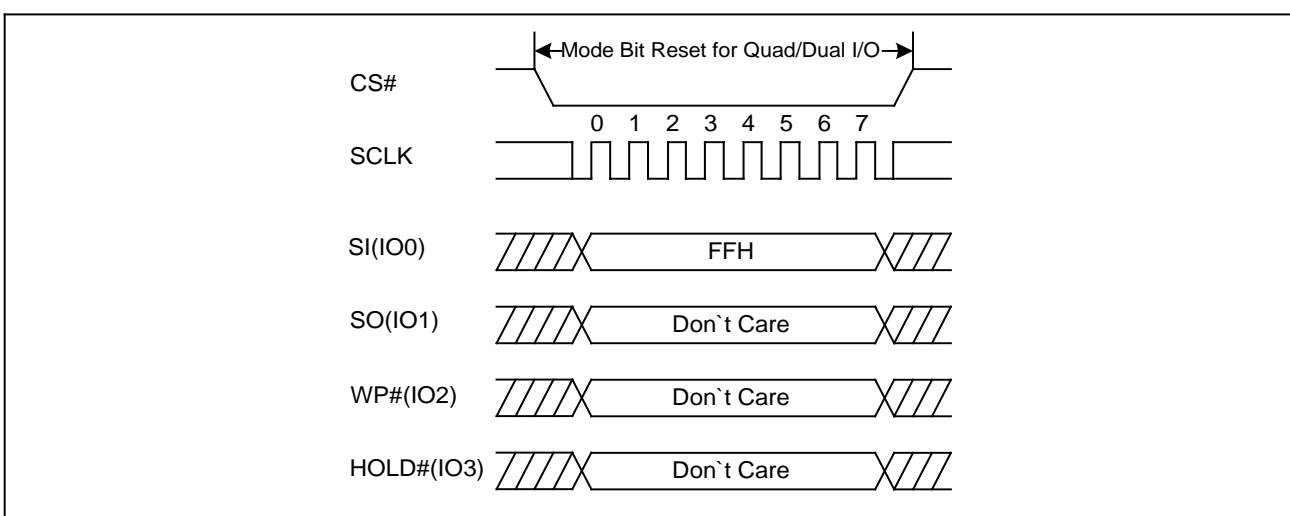 Mode Bit Reset for Quad/Dual I/O
CS#
0 1 2 3 4 5 6 7
SCLK
SI(IO0) FFH
SO(IO1) Don`t Care
WP#(IO2) Don`t Care
HOLD#(IO3) Don`t Care